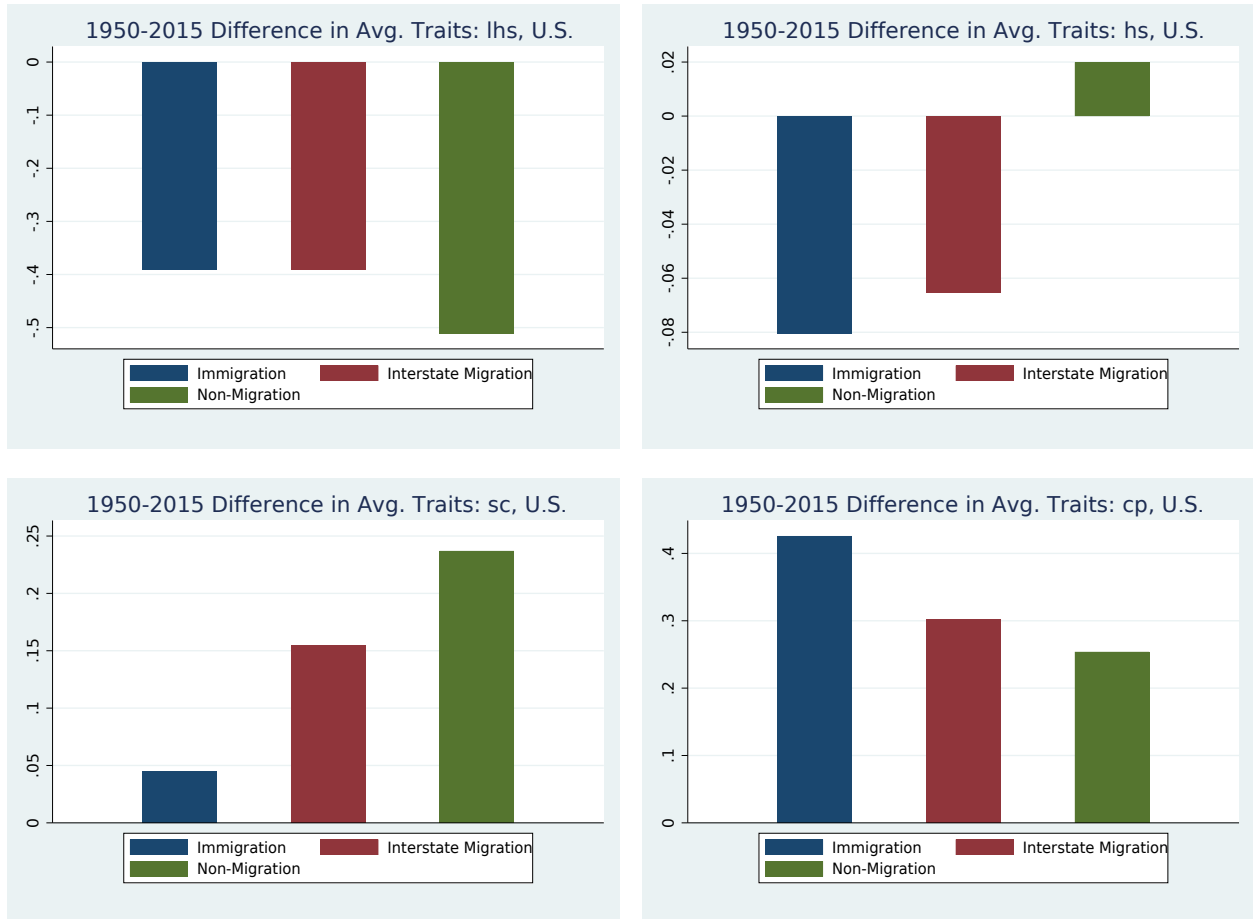 1950-2015 Difference in Avg. Traits: lhs, U.S.
0
-.1
-.2
-.3
-.4
-.5
Immigration
Interstate Migration
Non-Migration
1950-2015 Difference in Avg. Traits: hs, U.S.
.02
0
-.02
-.04
-.06
-.08
Immigration
Interstate Migration
Non-Migration
1950-2015 Difference in Avg. Traits: sc, U.S.
.25
.2
.15
.1
.05
0
Immigration
Interstate Migration
Non-Migration
1950-2015 Difference in Avg. Traits: cp, U.S.
.4
.3
.2
.1
0
Immigration
Interstate Migration
Non-Migration